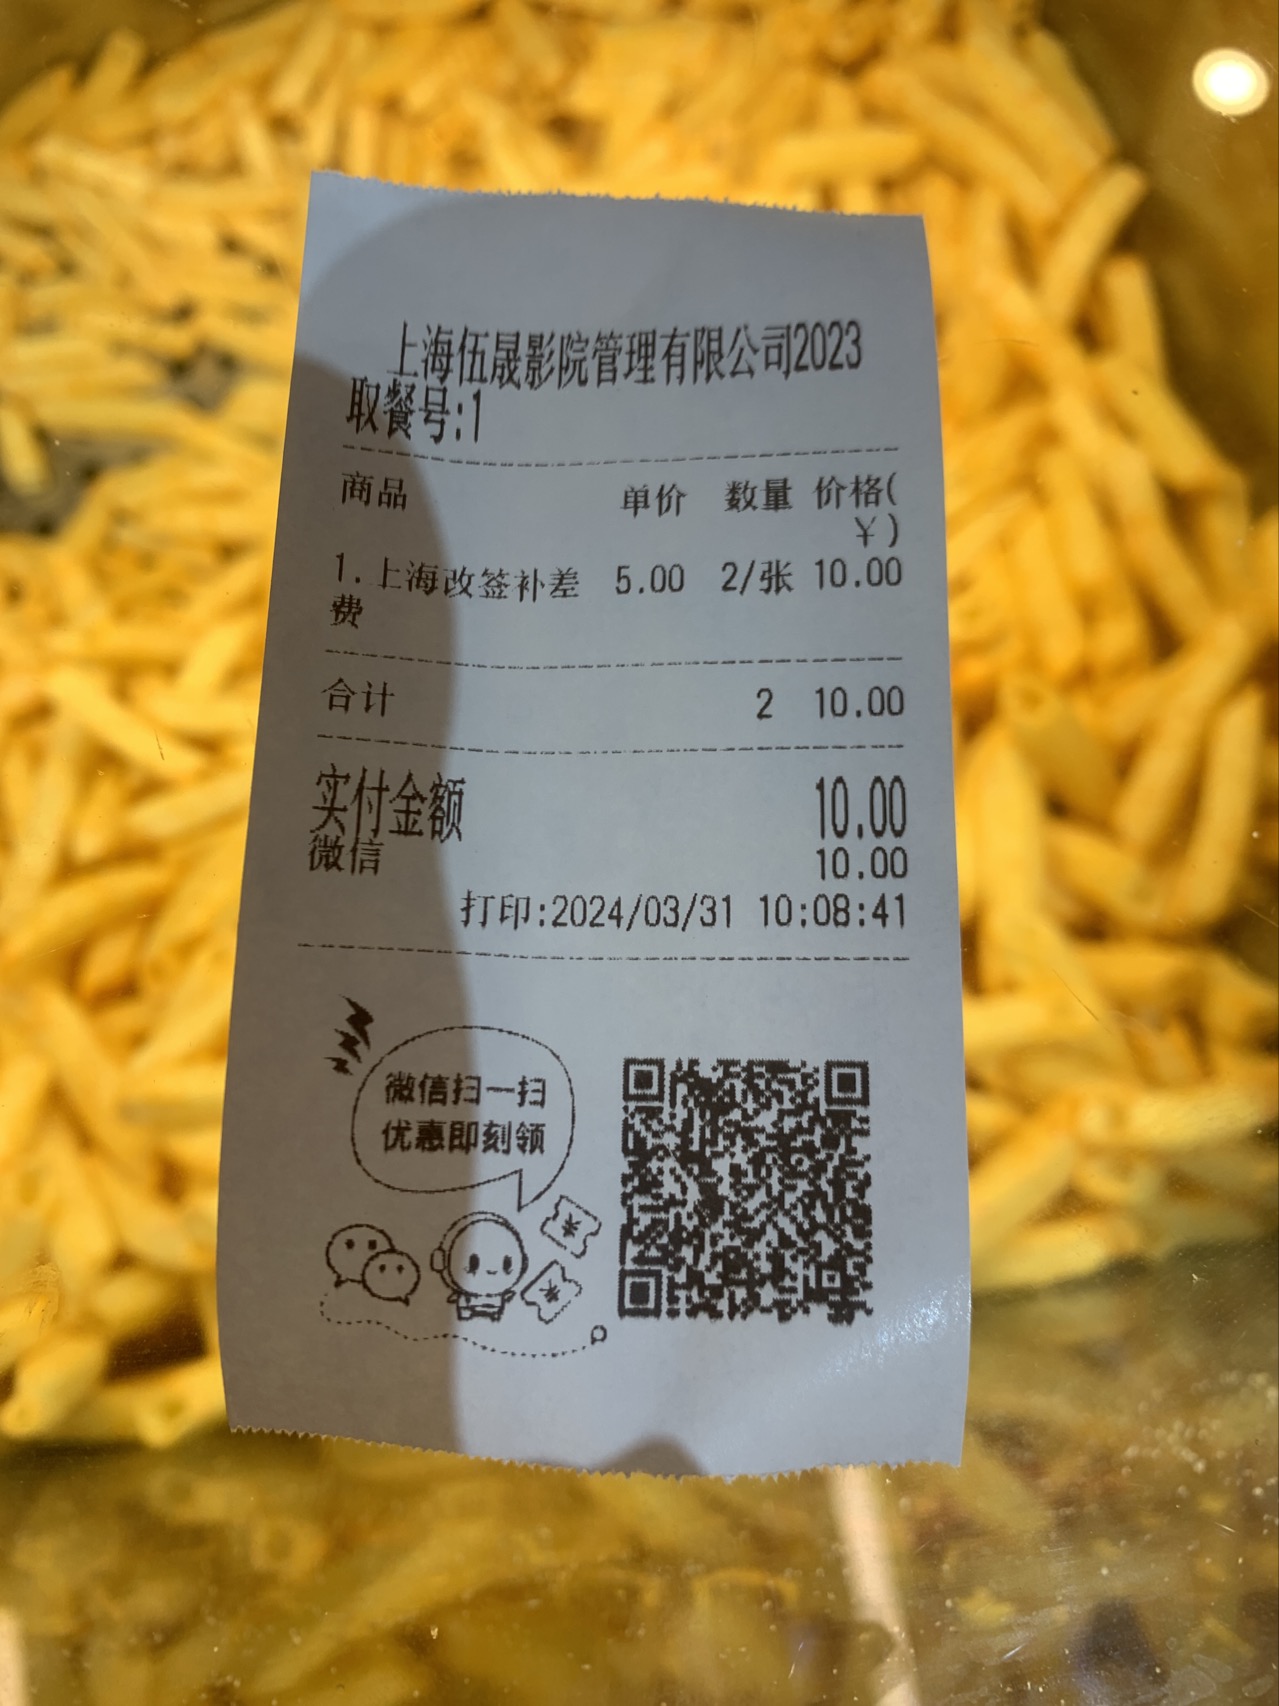 上海伍晟影院管理有限公司2023
取餐号:1
商品 单价 数量 价格(
￥)
1.上海改签补差 5.00 2/张 10.00
费
合计 2 10.00
实付金额 10.00
微信 10.00
打印:2024/03/31 10:08:41
微信扫一扫
优惠即刻领